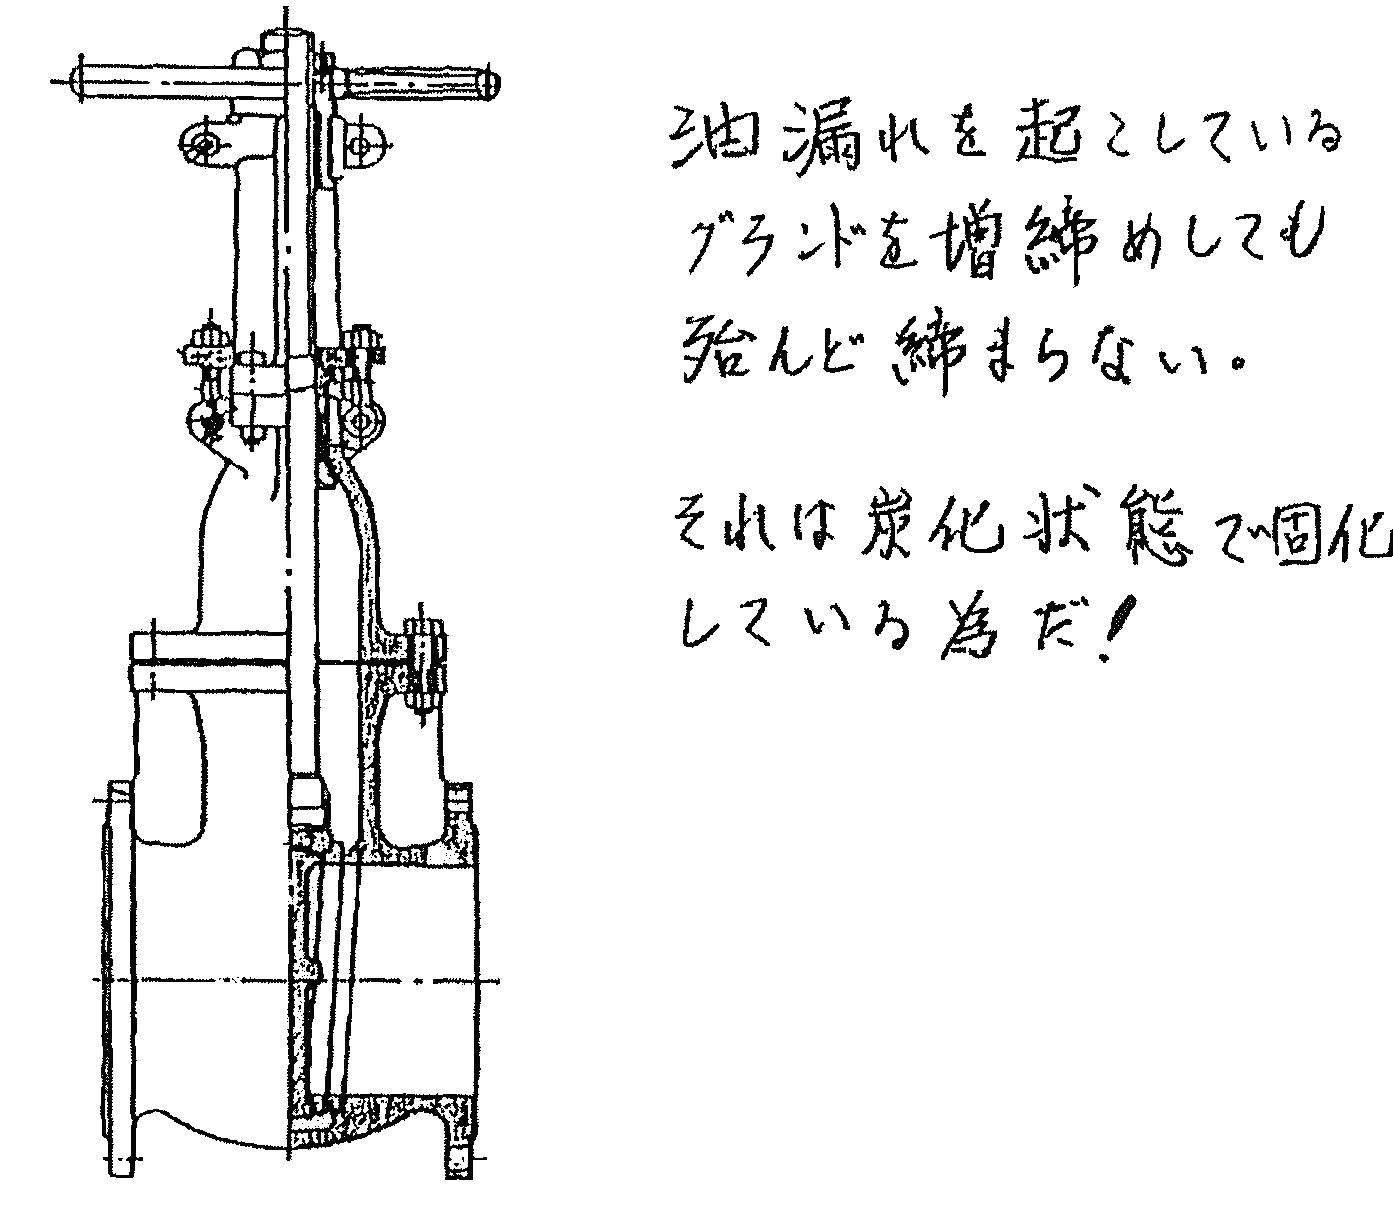 油漏れを起こしている
グランドを増締めしても
殆んど締まらない。
それは炭化状態で固化
している為だ!